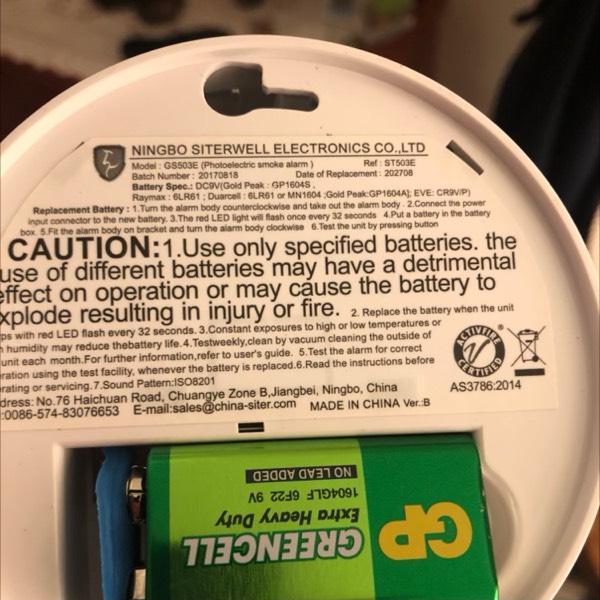 NINGBO SITERWELL ELECTRONICS CO.,LTD
Model : GS503E (Photoelectric smoke alarm ) Ref : ST503E
Batch Number : 20170818 Date of Replacement : 202708
Battery Spec.: DC9V(Gold Peak : GP1604S ,
Raymax : 6LR61 ; Duarcell : 6LR61 or MN1604 ;Gold Peak:GP1604A; EVE: CR9V/P)
Replacement Battery : 1.Turn the alarm body counterclockwise and take out the alarm body . 2.Connect the power
input connector to the new battery. 3.The red LED light will flash once every 32 seconds 4.Put a battery in the battery
box. 5.Fit the alarm body on bracket and turn the alarm body clockwise 6.Test the unit by pressing button
CAUTION:1.Use only specified batteries. the
use of different batteries may have a detrimental
effect on operation or may cause the battery to
xplode resulting in injury or fire. 2. Replace the battery when the unit
ps with red LED flash every 32 seconds. 3.Constant exposures to high or low temperatures or
humidity may reduce thebattery life. 4.Testweekly,clean by vacuum cleaning the outside of
unit each month.For further information,refer to user's guide. 5.Test the alarm for correct
eration using the test facility, whenever the battery is replaced.6.Read the instructions before
rating or servicing.7.Sound Pattern:ISO8201
dress: No.76 Haichuan Road, Chuangye Zone B,Jiangbei, Ningbo, China
:0086-574-83076653 E-mail:sales@china-siter.com MADE IN CHINA Ver.:B
ACTIVFIRE
CERTIFIED
AS3786:2014
GP
GREENCELL
Extra Heavy Duty
1604GLF 6F22 9V
NO LEAD ADDED